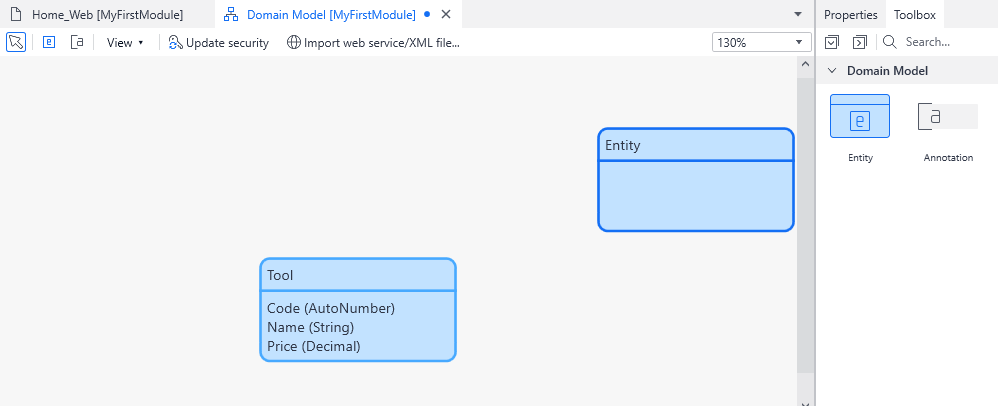 Home_Web [MyFirstModule]
Domain Model [MyFirstModule]
Properties
Toolbox
View
Update security
Import web service/XML file...
130%
Search...
Domain Model
Entity
Annotation
Entity
Tool
Code (AutoNumber)
Name (String)
Price (Decimal)